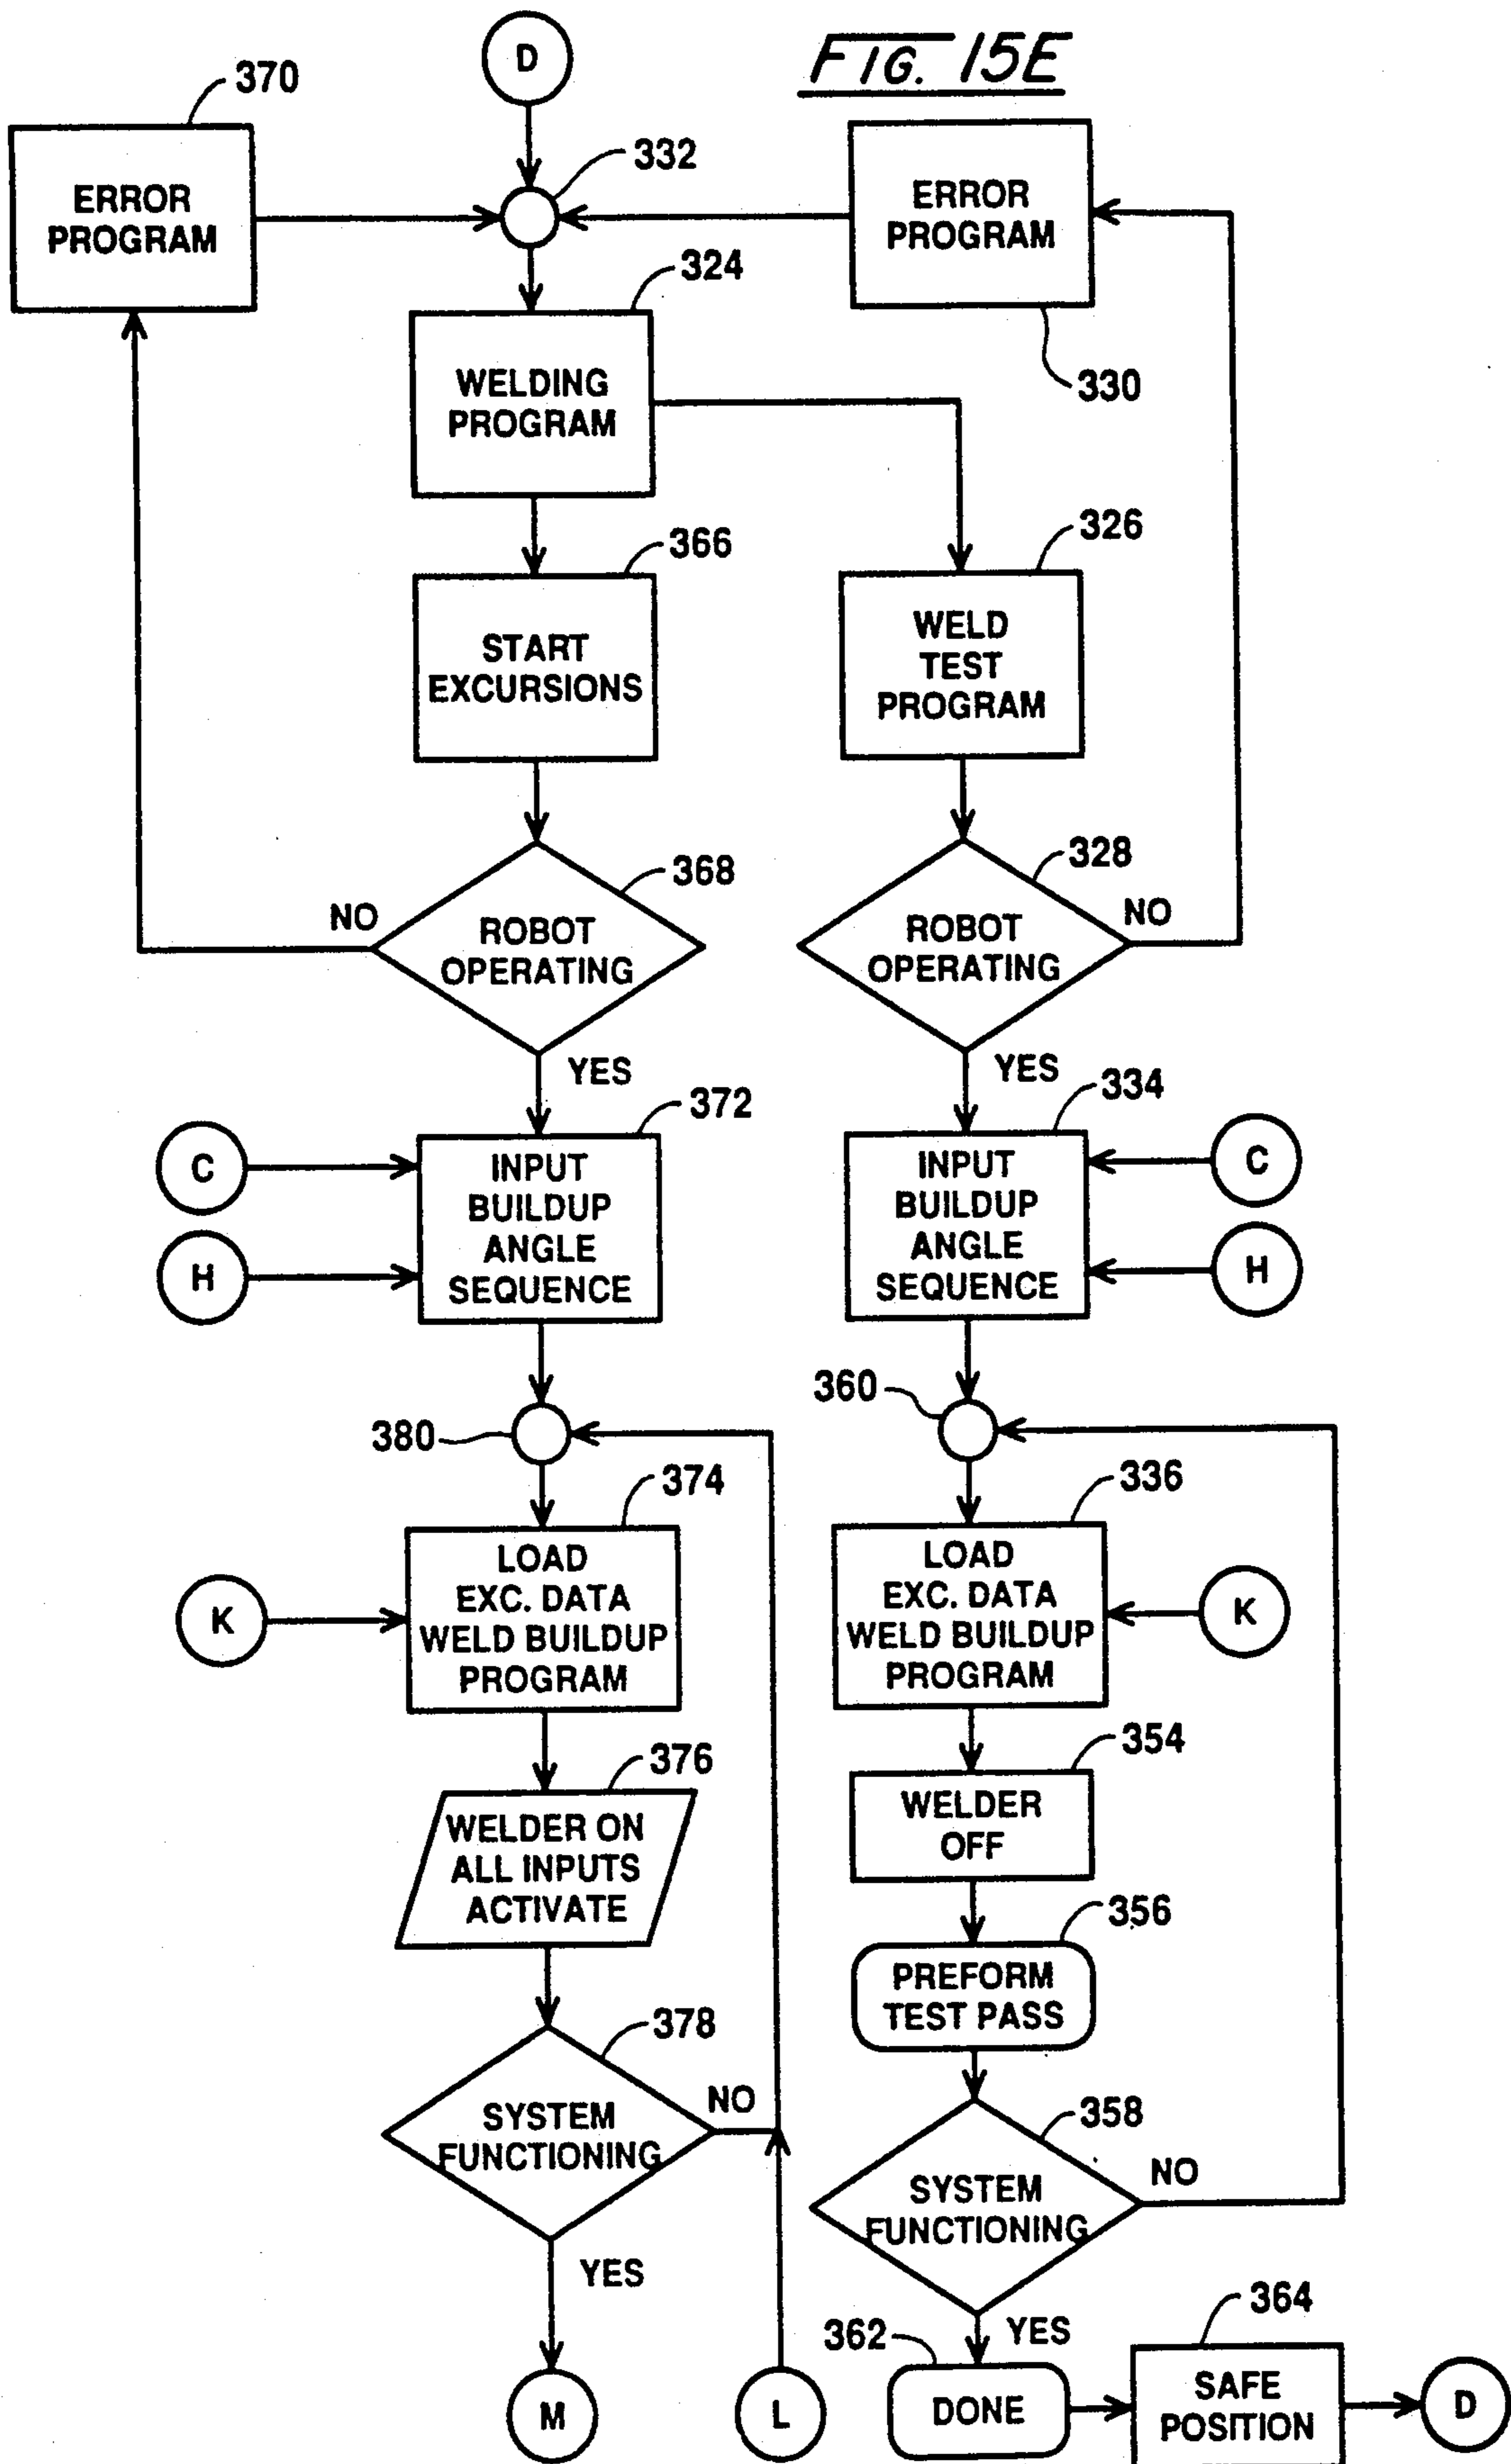 FIG. 15E
D
370
332
ERROR
PROGRAM
ERROR
PROGRAM
324
330
WELDING
PROGRAM
366
326
START
EXCURSIONS
WELD
TEST
PROGRAM
368
328
NO
ROBOT
OPERATING
NO
ROBOT
OPERATING
YES
YES
372
334
C
H
INPUT
BUILDUP
ANGLE
SEQUENCE
INPUT
BUILDUP
ANGLE
SEQUENCE
C
H
380
360
374
336
K
LOAD
EXC. DATA
WELD BUILDUP
PROGRAM
LOAD
EXC. DATA
WELD BUILDUP
PROGRAM
K
376
354
WELDER ON
ALL INPUTS
ACTIVATE
WELDER
OFF
356
PREFORM
TEST PASS
378
358
SYSTEM
FUNCTIONING
NO
SYSTEM
FUNCTIONING
NO
YES
YES
362
364
M
L
DONE
SAFE
POSITION
D